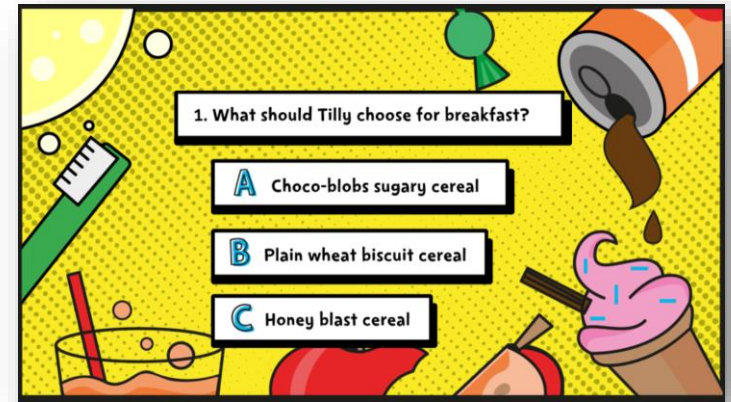 1. What should Tilly choose for breakfast?
A Choco-blobs sugary cereal
B Plain wheat biscuit cereal
C Honey blast cereal